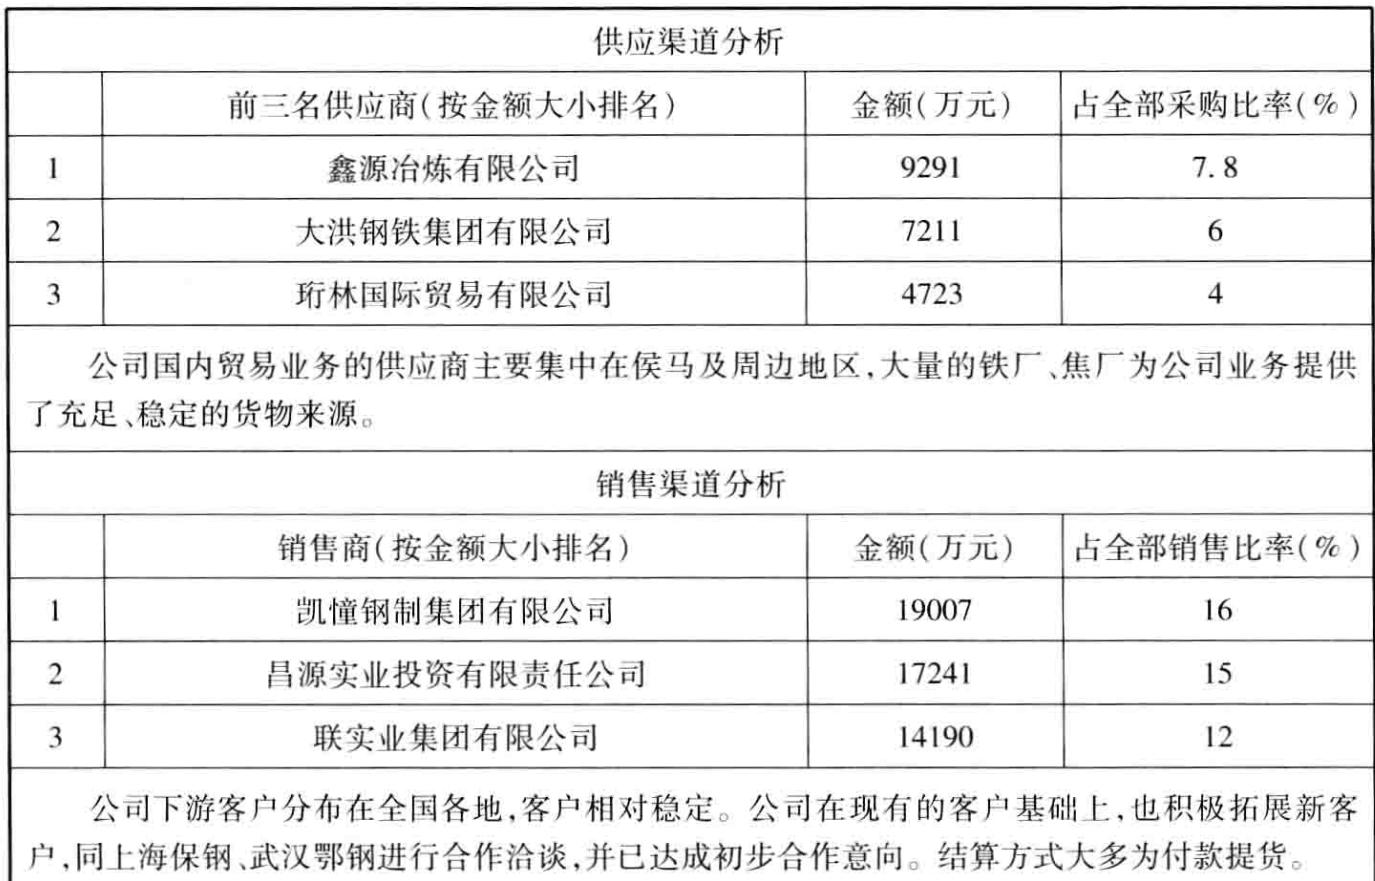 供应渠道分析
前三名供应商(按金额大小排名) 金额(万元) 占全部采购比率(%)
1 鑫源冶炼有限公司 9291 7.8
2 大洪钢铁集团有限公司 7211 6
3 珩林国际贸易有限公司 4723 4
公司国内贸易业务的供应商主要集中在侯马及周边地区,大量的铁厂、焦厂为公司业务提供
了充足、稳定的货物来源。
销售渠道分析
销售商(按金额大小排名) 金额(万元) 占全部销售比率(%)
1 凯憧钢制集团有限公司 19007 16
2 昌源实业投资有限责任公司 17241 15
3 联实业集团有限公司 14190 12
公司下游客户分布在全国各地,客户相对稳定。公司在现有的客户基础上,也积极拓展新客
户,同上海保钢、武汉鄂钢进行合作洽谈,并已达成初步合作意向。结算方式大多为付款提货。